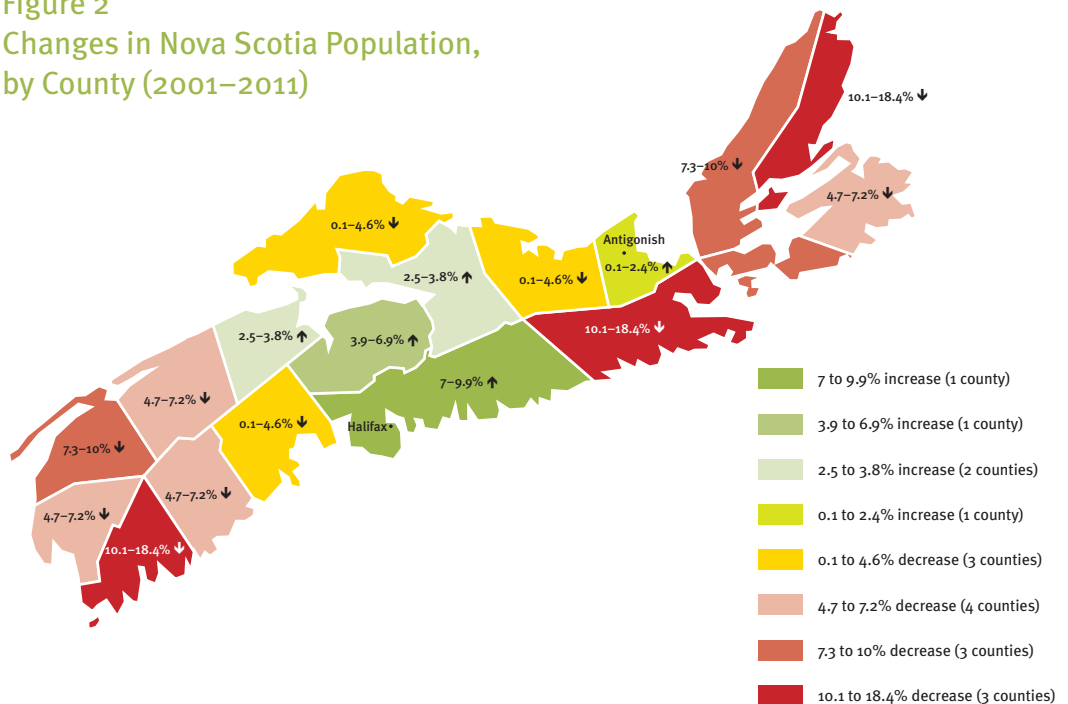 Figure 2
Changes in Nova Scotia Population,
by County (2001–2011)
10.1–18.4%
7.3–10%
4.7–7.2%
0.1–4.6%
Antigonish
0.1–2.4%
2.5–3.8%
0.1–4.6%
10.1–18.4%
2.5–3.8%
3.9–6.9%
7–9.9%
4.7–7.2%
0.1–4.6%
Halifax
7.3–10%
4.7–7.2%
4.7–7.2%
10.1–18.4%
7 to 9.9% increase (1 county)
3.9 to 6.9% increase (1 county)
2.5 to 3.8% increase (2 counties)
0.1 to 2.4% increase (1 county)
0.1 to 4.6% decrease (3 counties)
4.7 to 7.2% decrease (4 counties)
7.3 to 10% decrease (3 counties)
10.1 to 18.4% decrease (3 counties)